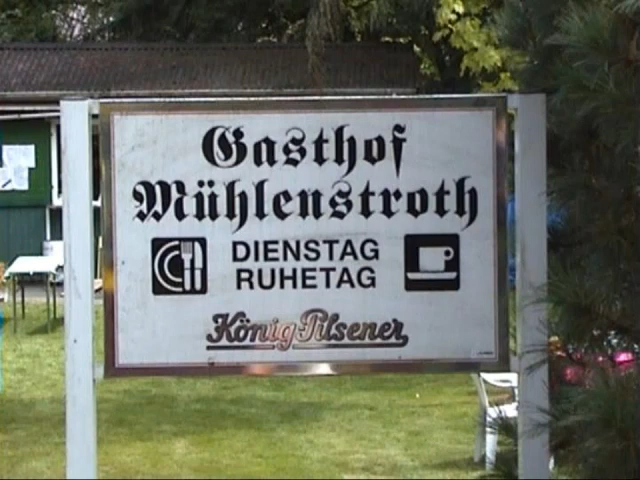 Gasthof
Mühlenstroth
DIENSTAG
RUHETAG
König-Pilsener